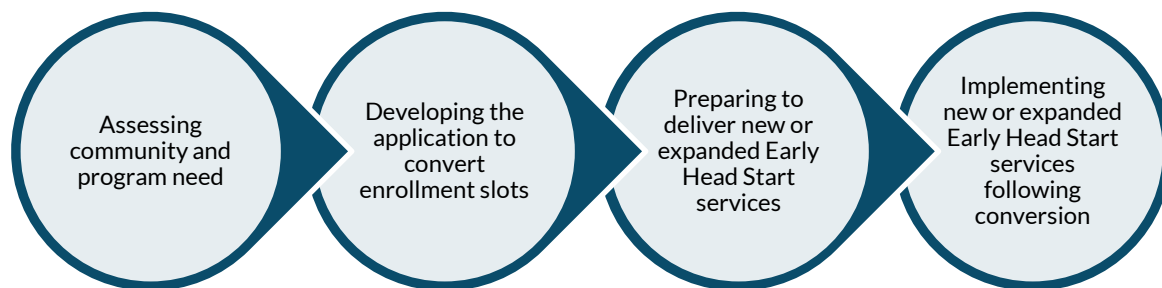 Assessing
community and
program need
Developing the
application to
convert
enrollment slots
Preparing to
deliver new or
expanded Early
Head Start
services
Implementing
new or expanded
Early Head Start
services
following
conversion